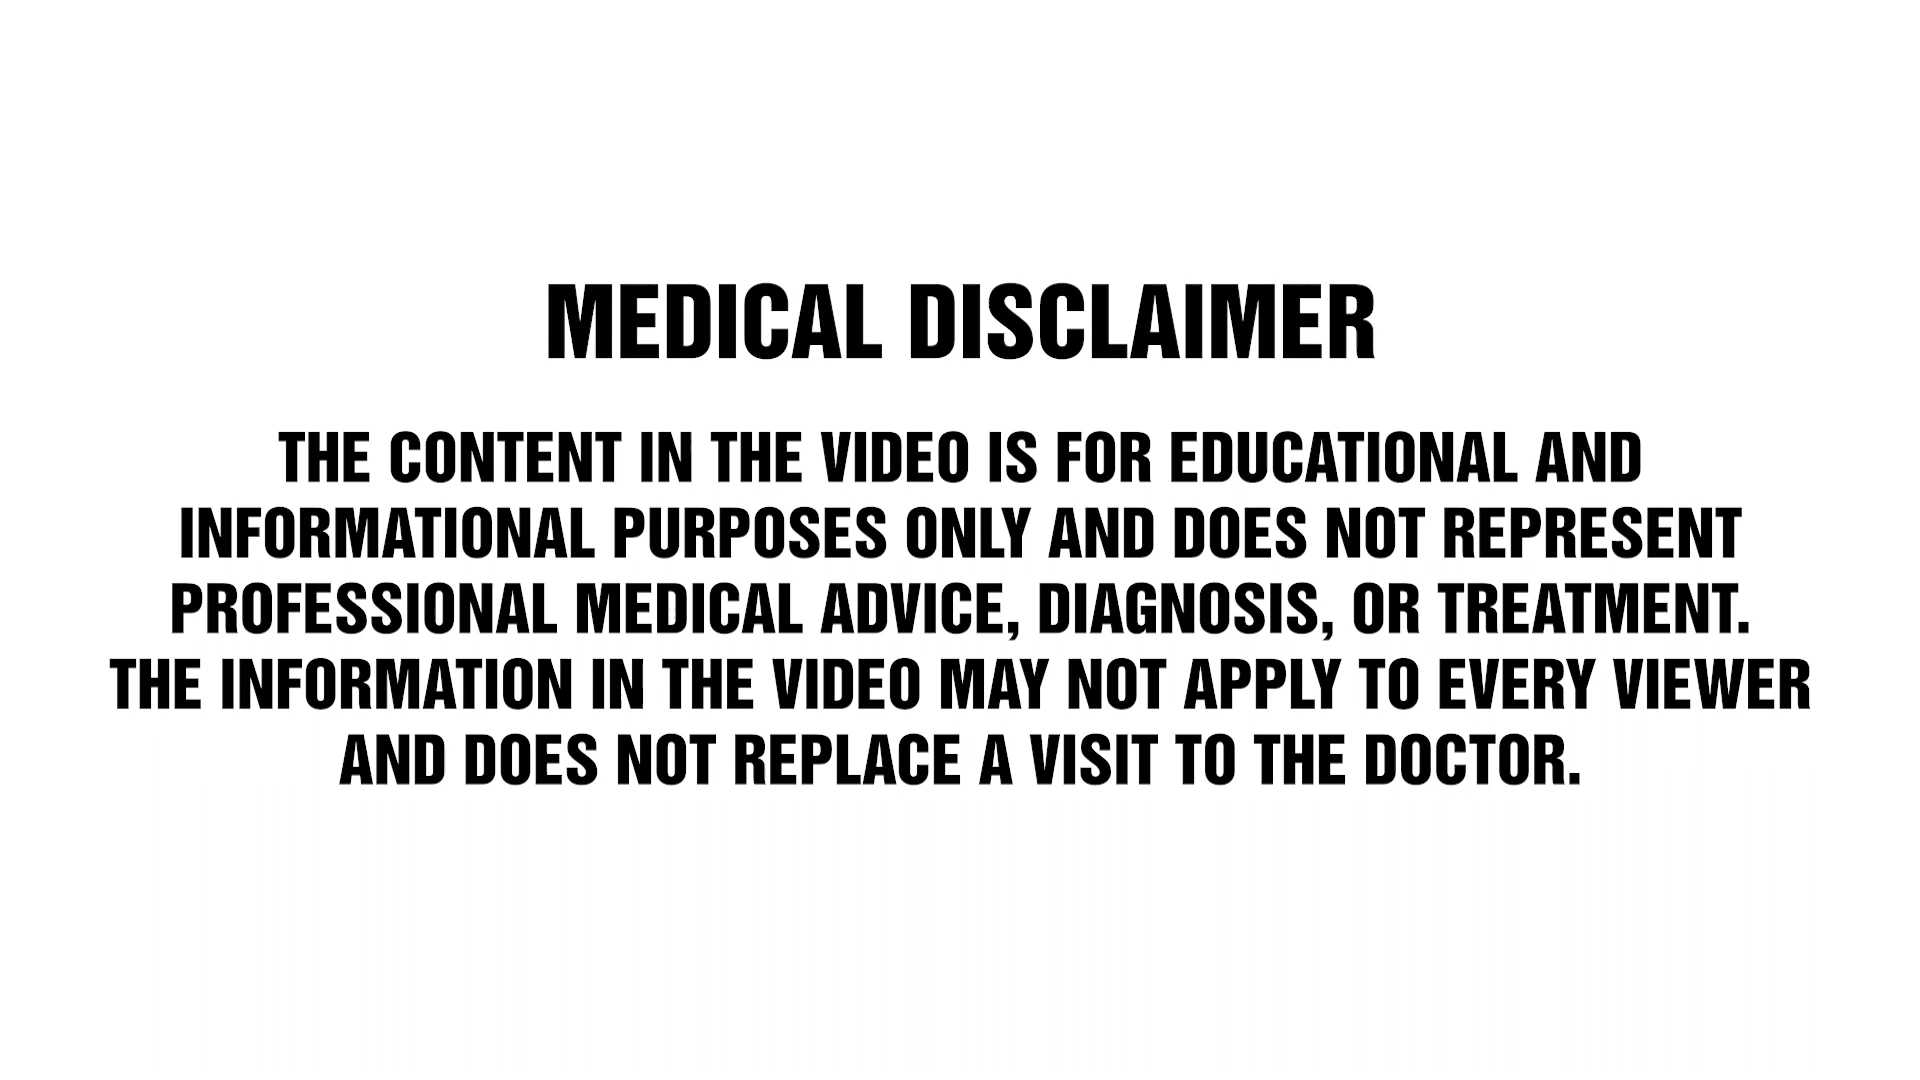 MEDICAL DISCLAIMER
THE CONTENT IN THE VIDEO IS FOR EDUCATIONAL AND
INFORMATIONAL PURPOSES ONLY AND DOES NOT REPRESENT
PROFESSIONAL MEDICAL ADVICE, DIAGNOSIS, OR TREATMENT.
THE INFORMATION IN THE VIDEO MAY NOT APPLY TO EVERY VIEWER
AND DOES NOT REPLACE A VISIT TO THE DOCTOR.